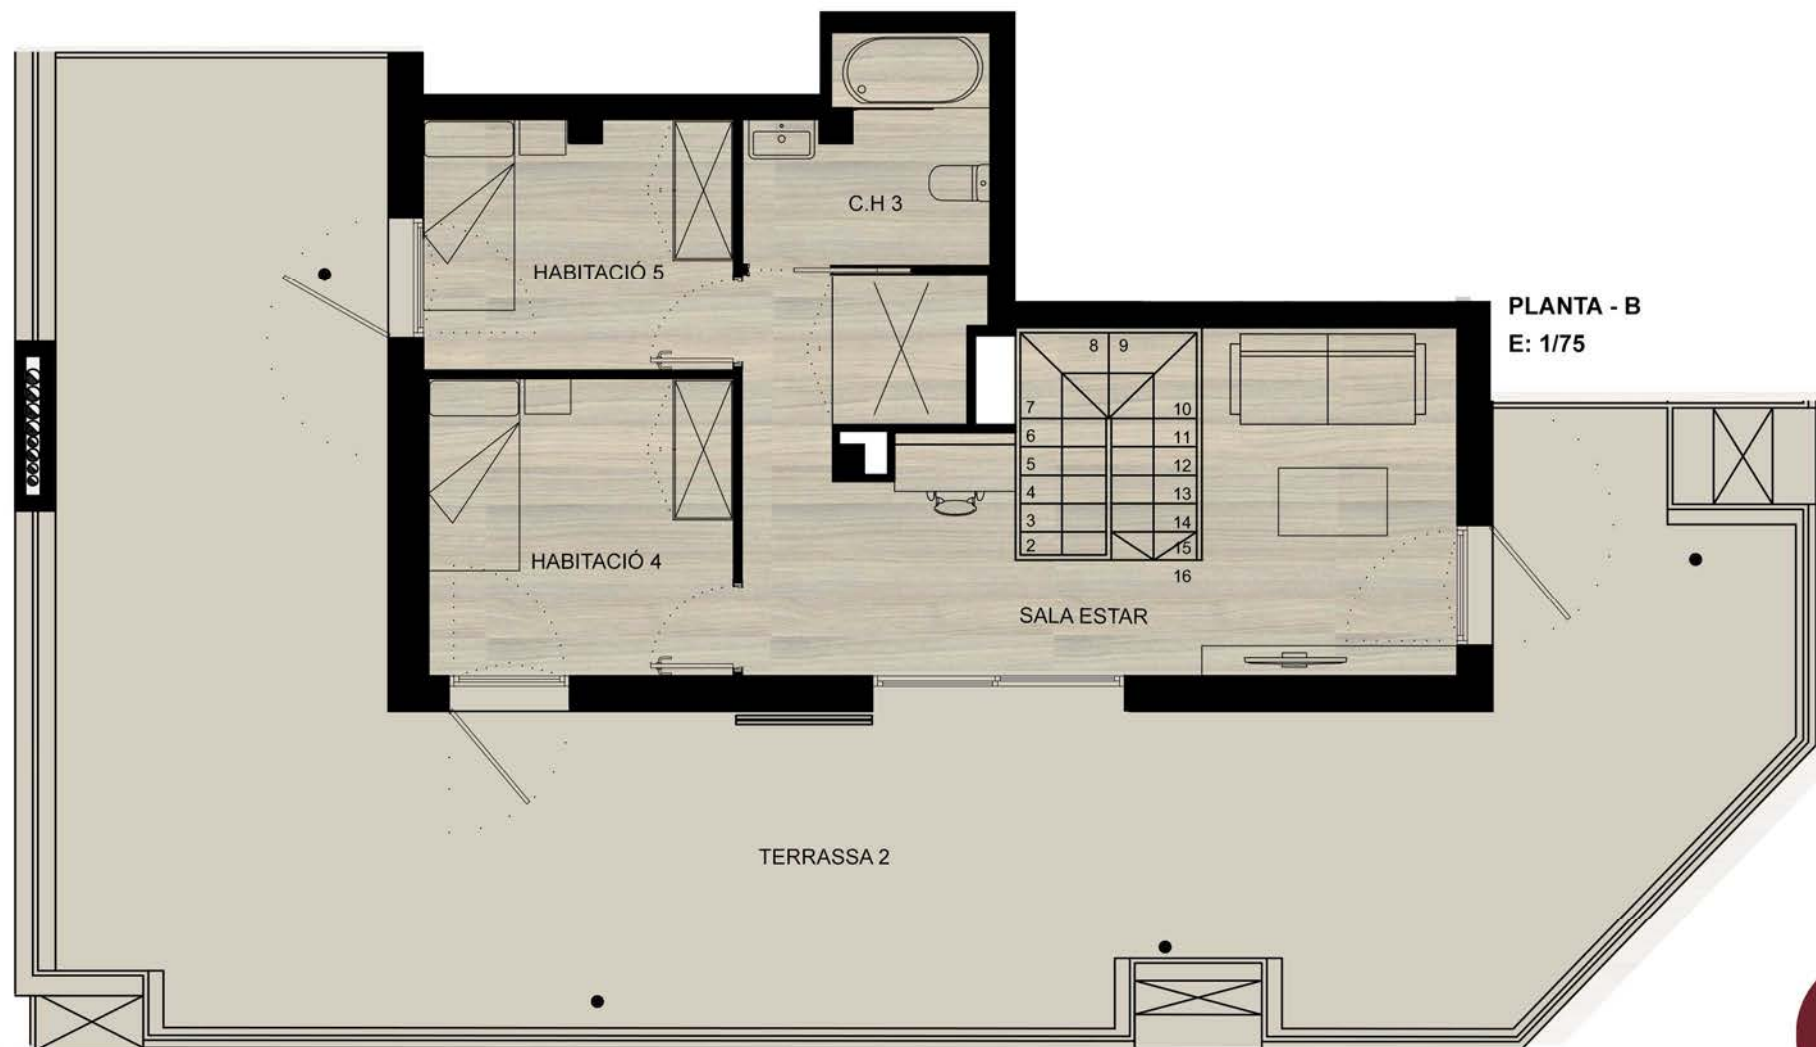 C.H 3
HABITACIÓ 5
PLANTA - B
E: 1/75
8 9
7 10
6 11
5 12
4 13
3 14
2 15
16
HABITACIÓ 4
SALA ESTAR
TERRASSA 2